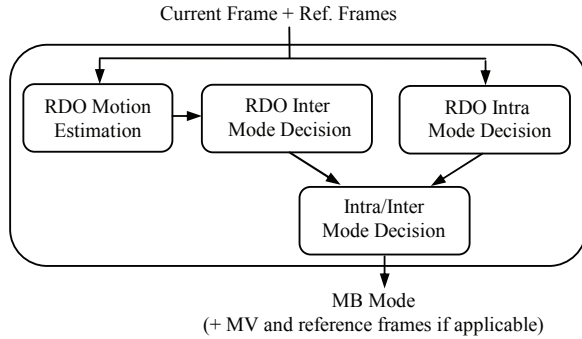 Current Frame + Ref. Frames
RDO Motion
Estimation
RDO Inter
Mode Decision
RDO Intra
Mode Decision
Intra/Inter
Mode Decision
MB Mode
(+ MV and reference frames if applicable)